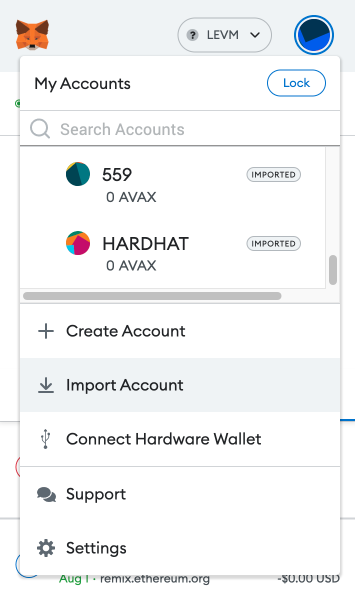 LEVM
My Accounts
Lock
Search Accounts
559
IMPORTED
0 AVAX
HARDHAT
IMPORTED
0 AVAX
Create Account
Import Account
Connect Hardware Wallet
Support
Settings
Aug 1 · remix.ethereum.org
-$0.00 USD